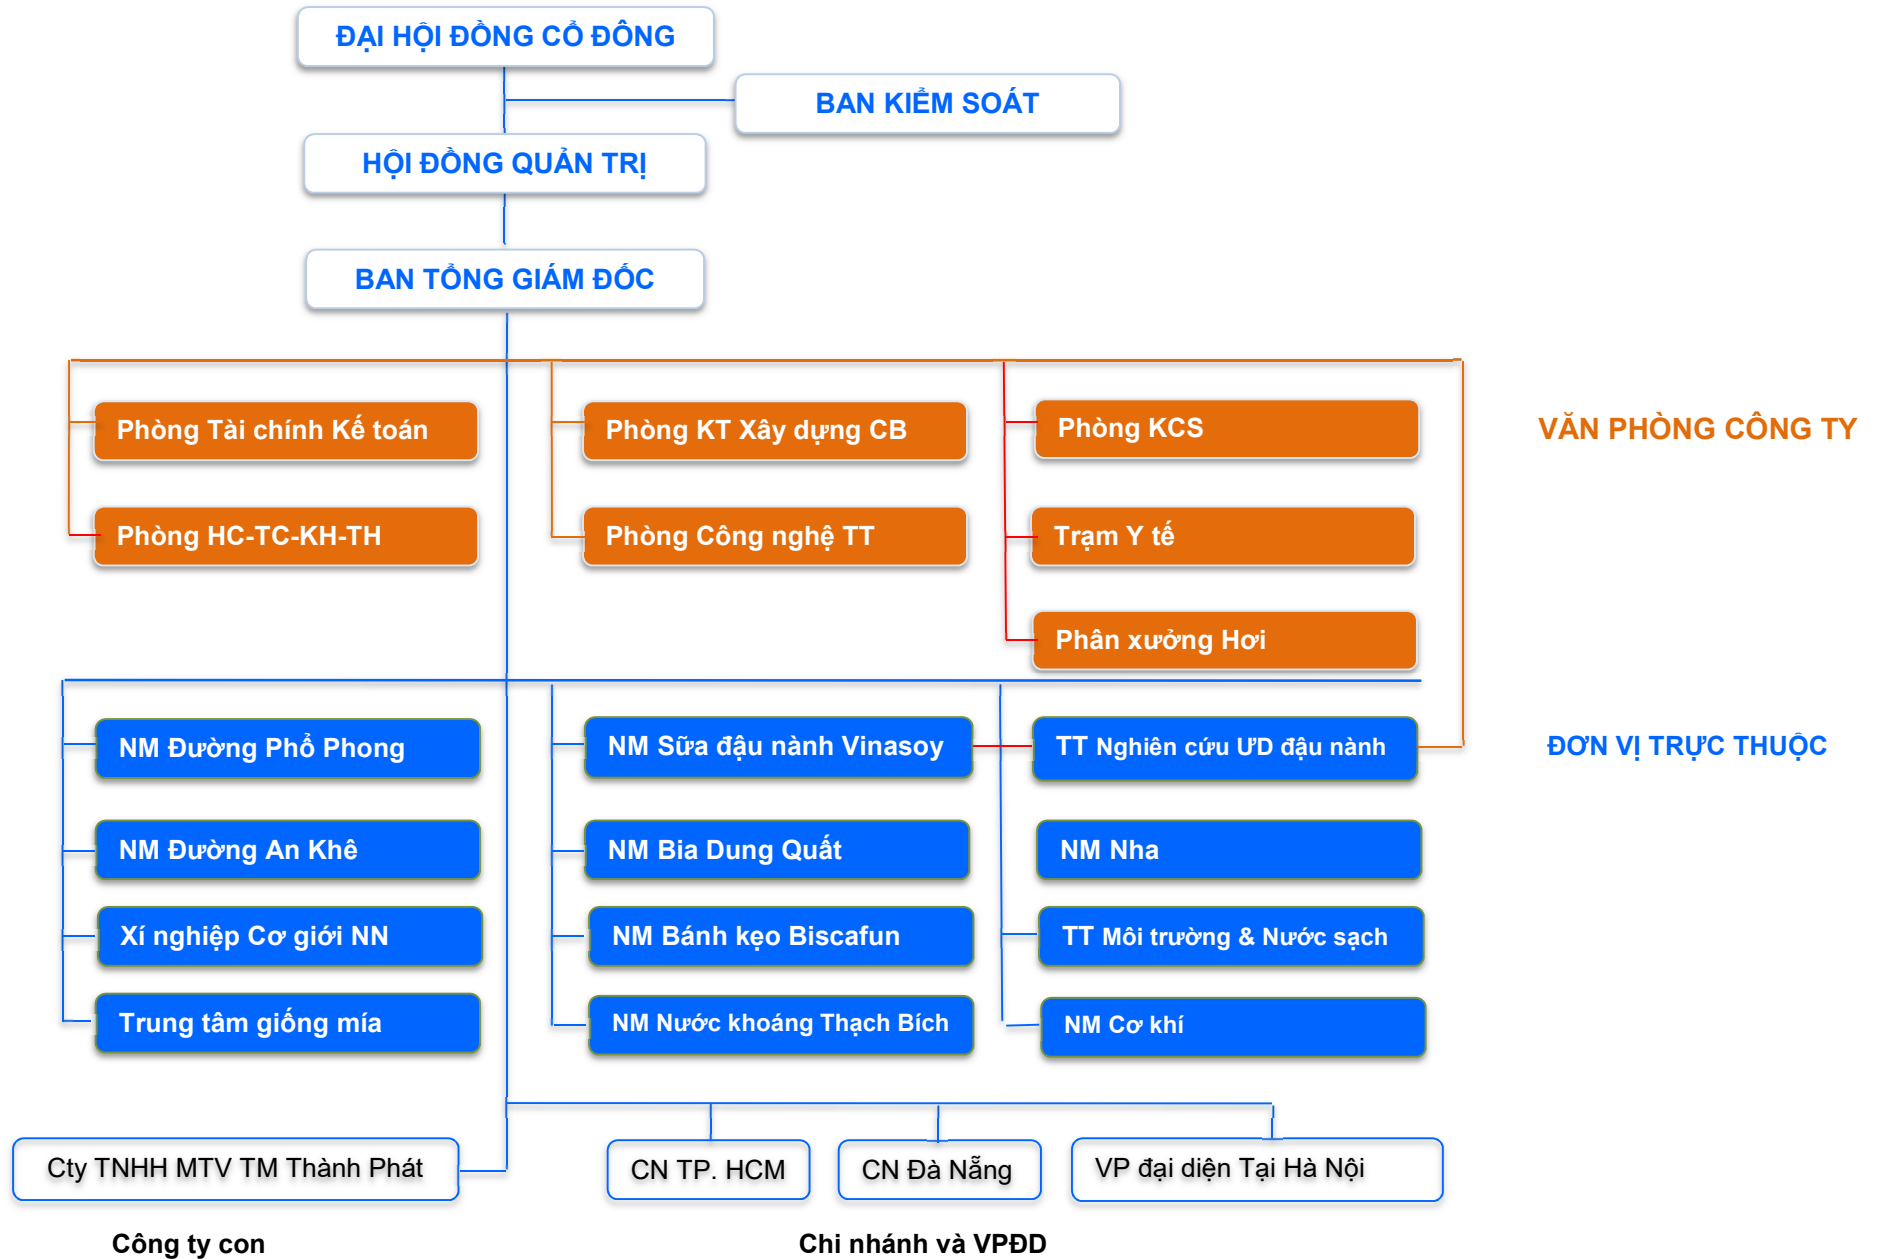 ĐẠI HỘI ĐỒNG CỔ ĐÔNG
BAN KIỂM SOÁT
HỘI ĐỒNG QUẢN TRỊ
BAN TỔNG GIÁM ĐỐC
Phòng Tài chính Kế toán
Phòng KT Xây dựng CB
Phòng KCS
VĂN PHÒNG CÔNG TY
Phòng HC-TC-KH-TH
Phòng Công nghệ TT
Trạm Y tế
Phân xưởng Hơi
NM Đường Phổ Phong
NM Sữa đậu nành Vinasoy
TT Nghiên cứu ƯD đậu nành
ĐƠN VỊ TRỰC THUỘC
NM Đường An Khê
NM Bia Dung Quất
NM Nha
Xí nghiệp Cơ giới NN
NM Bánh kẹo Biscafun
TT Môi trường & Nước sạch
Trung tâm giống mía
NM Nước khoáng Thạch Bích
NM Cơ khí
Cty TNHH MTV TM Thành Phát
CN TP. HCM
CN Đà Nẵng
VP đại diện Tại Hà Nội
Công ty con
Chi nhánh và VPĐD